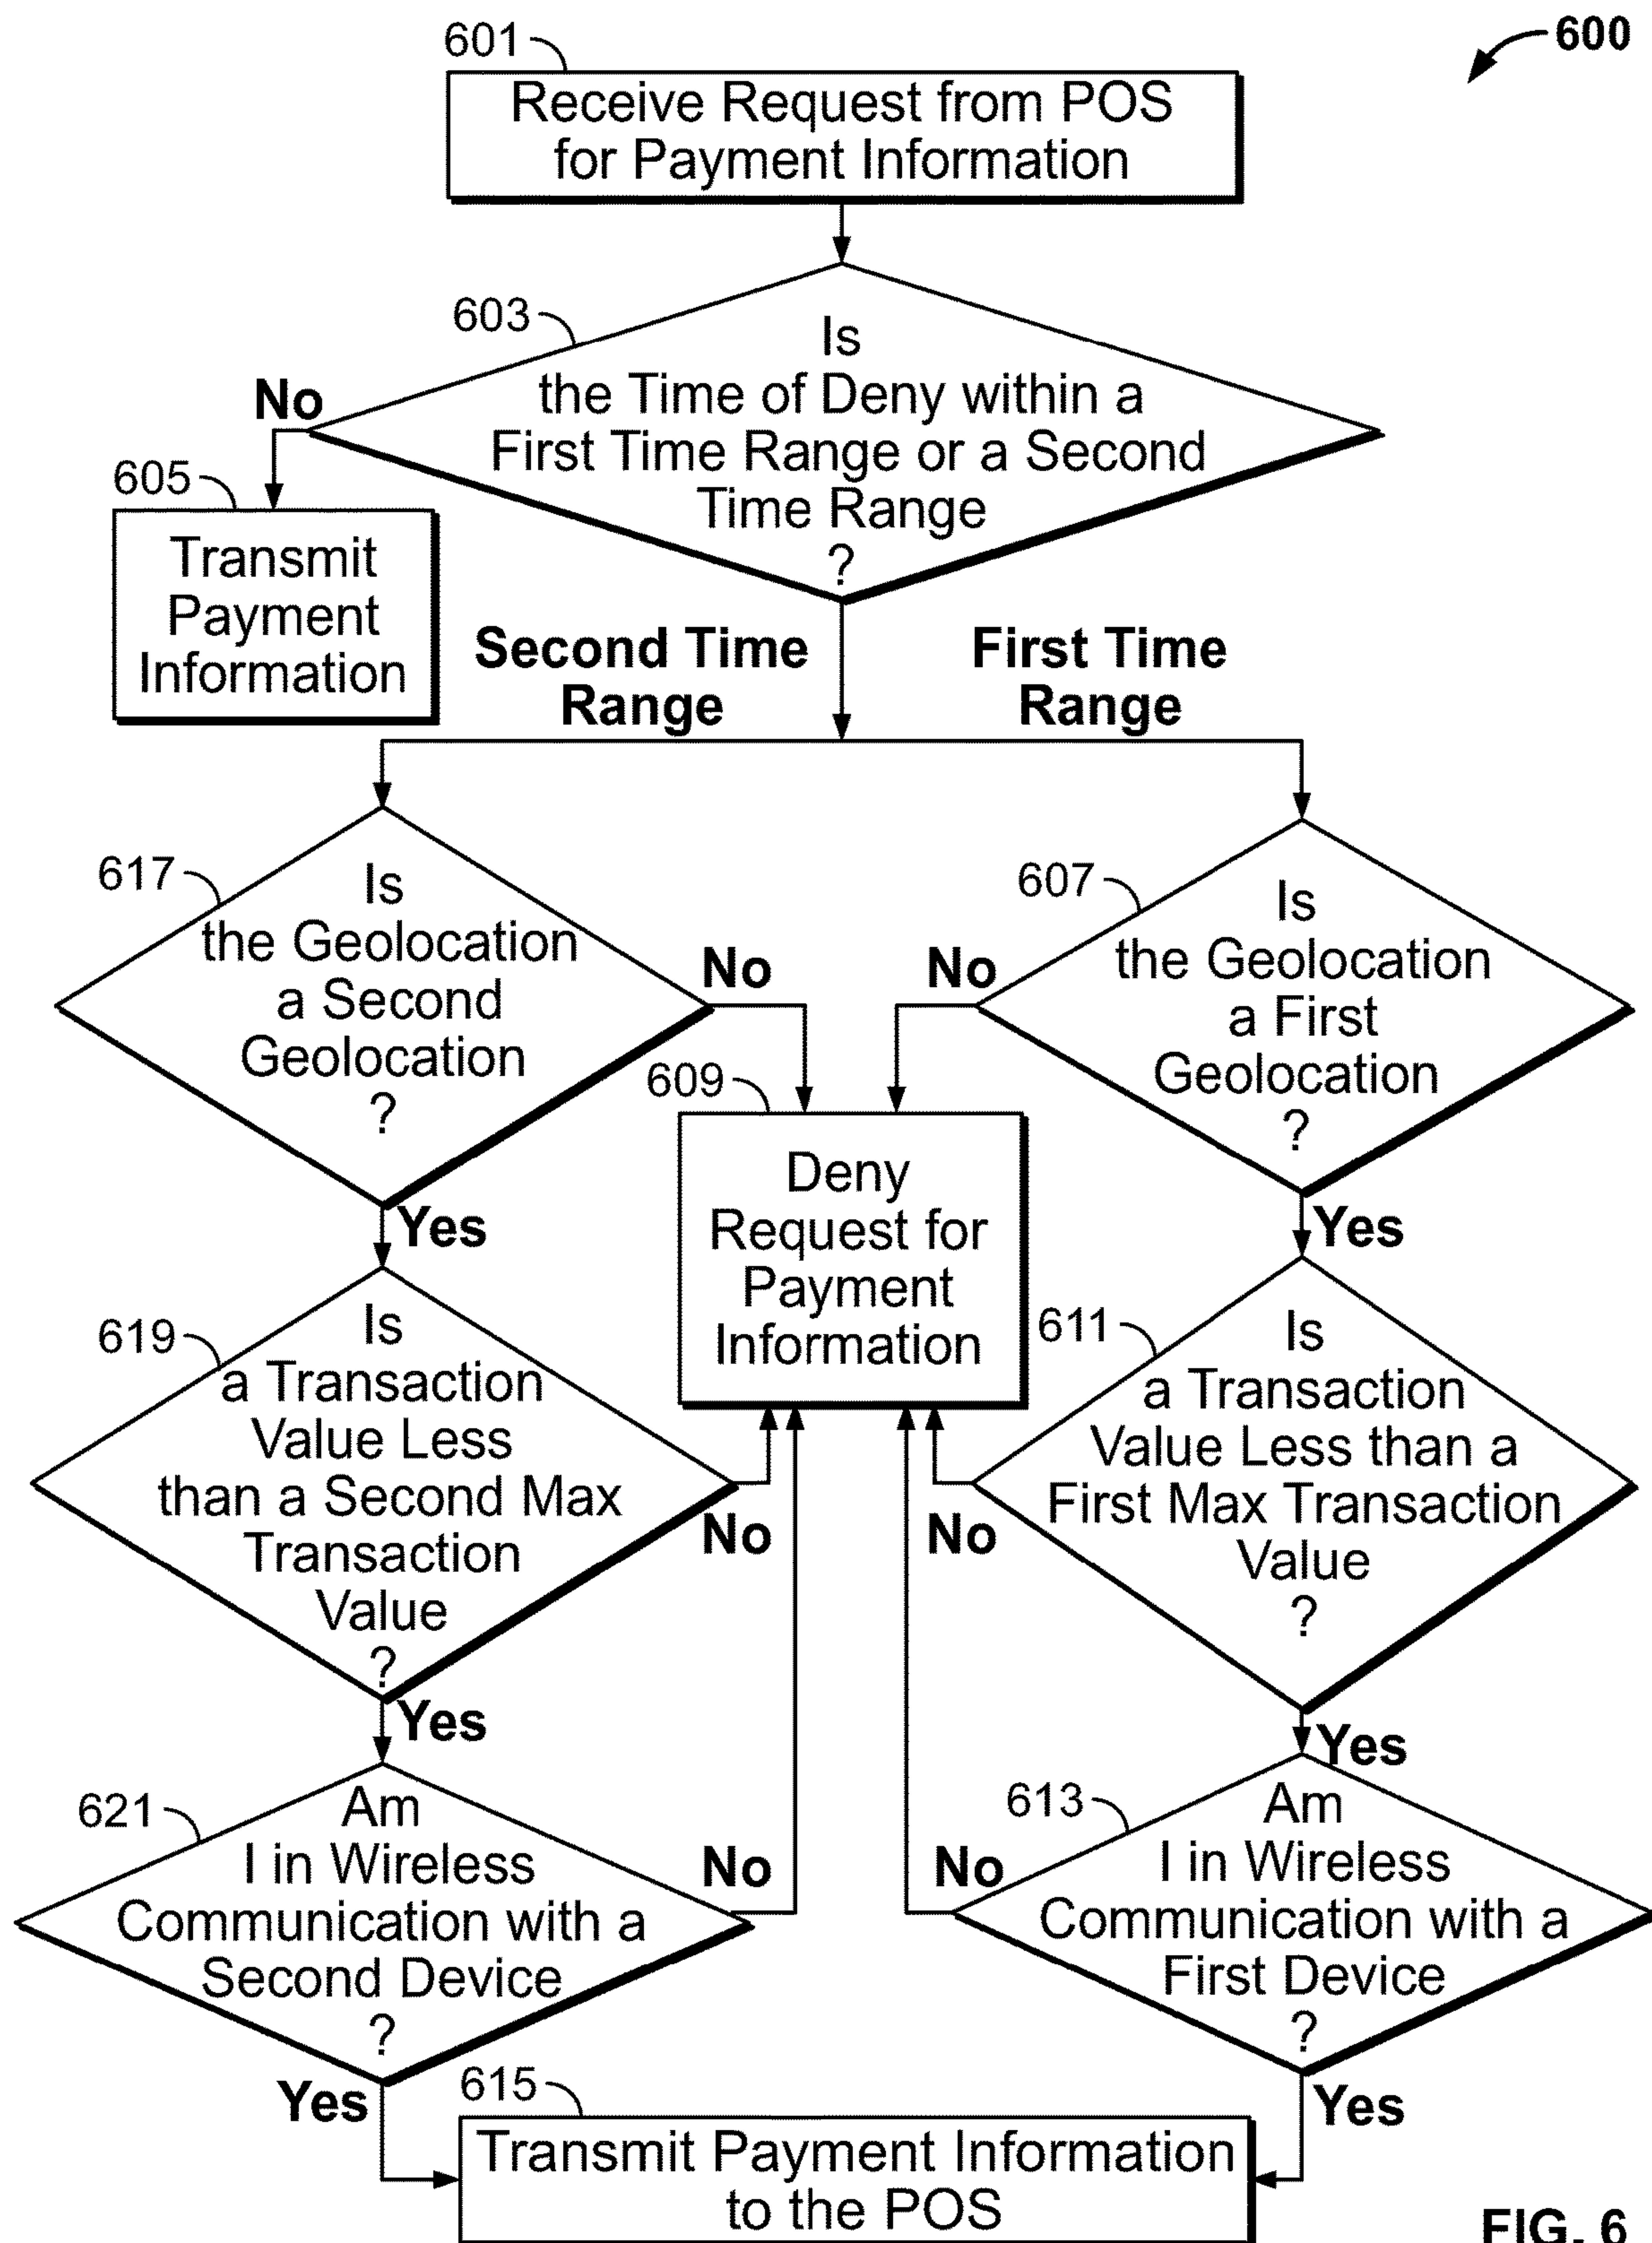 600
601
Receive Request from POS
for Payment Information
603
Is
the Time of Deny within a
First Time Range or a Second
Time Range
?
No
605
Transmit
Payment
Information
Second Time
Range
First Time
Range
617
Is
the Geolocation
a Second
Geolocation
?
No
Yes
607
Is
the Geolocation
a First
Geolocation
?
No
Yes
609
Deny
Request for
Payment
Information
619
Is
a Transaction
Value Less
than a Second Max
Transaction
Value
?
No
Yes
611
Is
a Transaction
Value Less than a
First Max Transaction
Value
?
No
Yes
621
Am
I in Wireless
Communication with a
Second Device
?
No
Yes
613
Am
I in Wireless
Communication with a
First Device
?
No
Yes
615
Transmit Payment Information
to the POS
FIG. 6